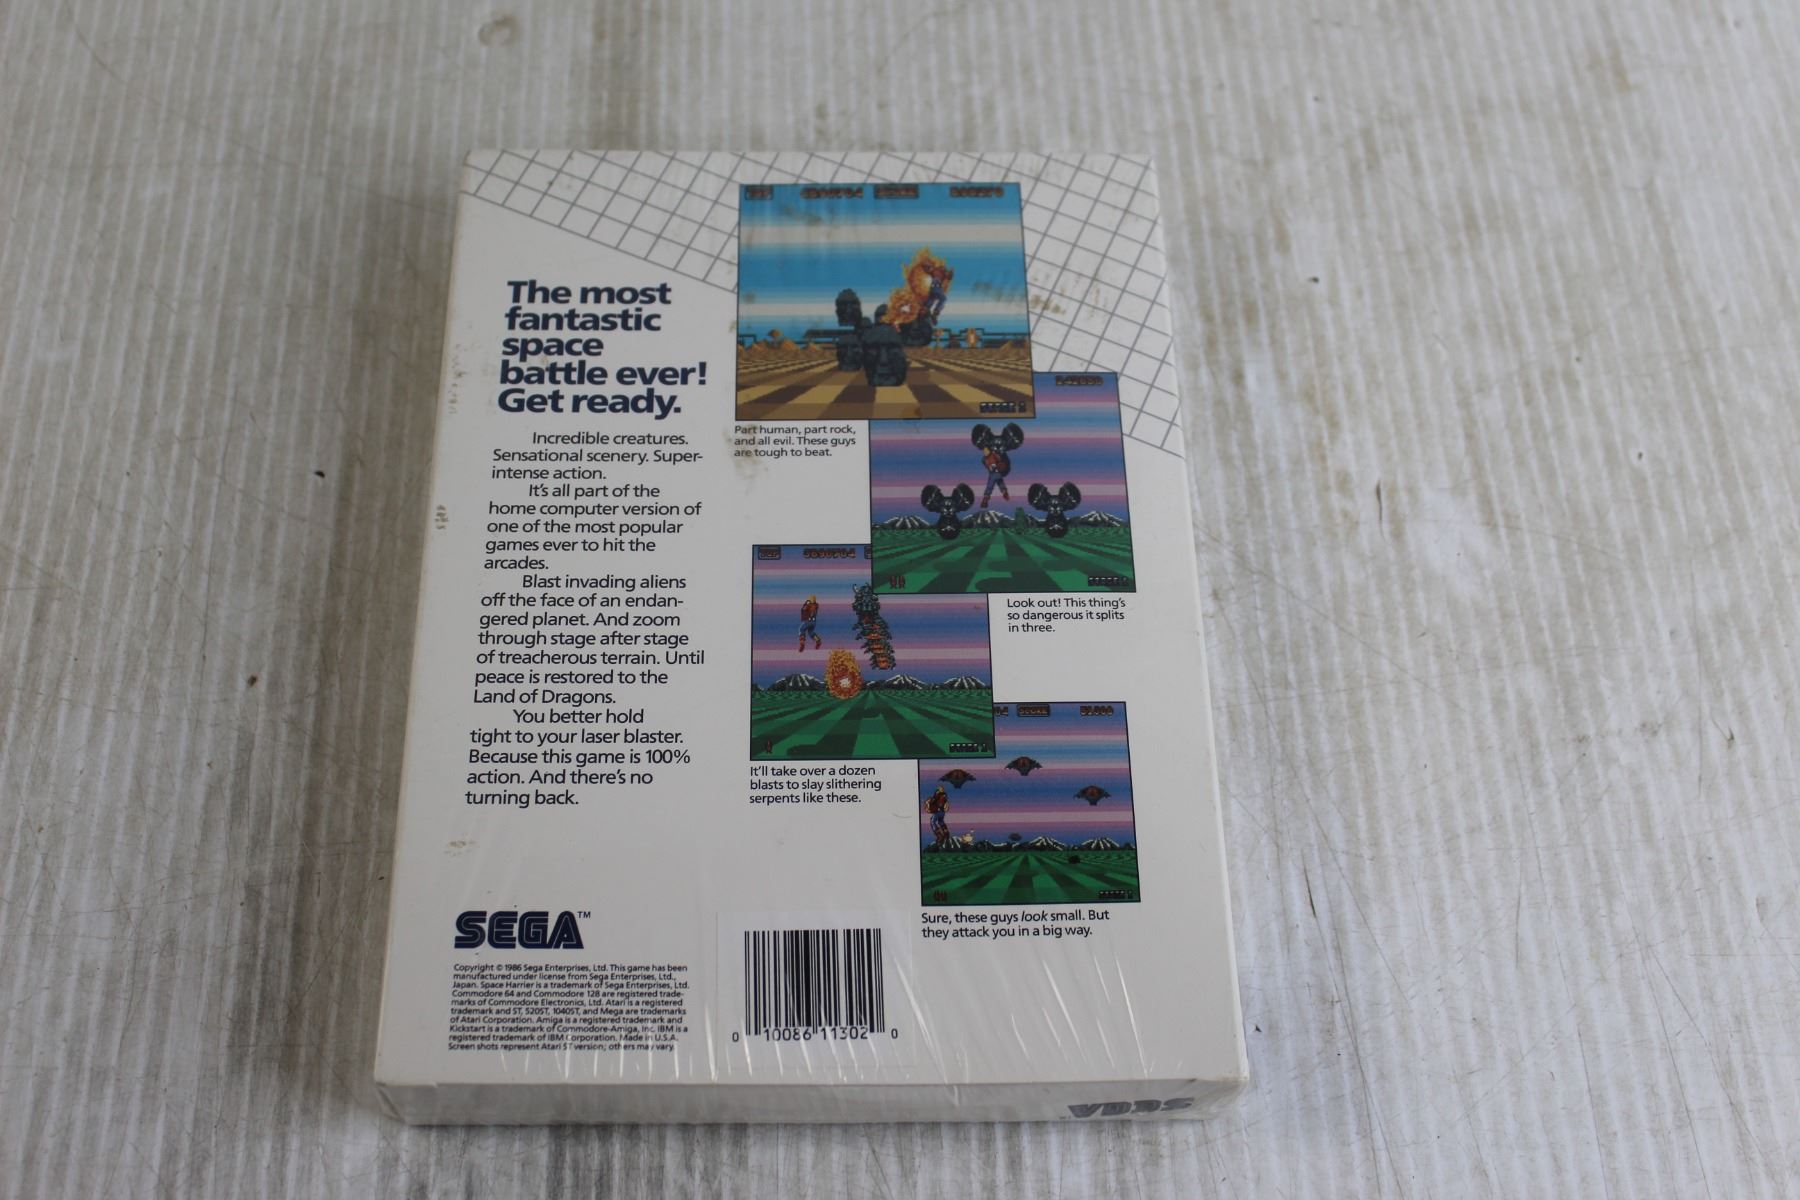 The most
fantastic
space
battle ever!
Get ready.
Incredible creatures.
Sensational scenery. Super-
intense action.
It's all part of the
home computer version of
one of the most popular
games ever to hit the
arcades.
Blast invading aliens
off the face of an endan-
gered planet. And zoom
through stage after stage
of treacherous terrain. Until
peace is restored to the
Land of Dragons.
You better hold
tight to your laser blaster.
Because this game is 100%
action. And there's no
turning back.
Part human, part rock,
and all evil. These guys
are tough to beat.
Look out! This thing's
so dangerous it splits
in three.
It'll take over a dozen
blasts to slay slithering
serpents like these.
SCORE 51000
Sure, these guys look small. But
they attack you in a big way.
SEGA™
Copyright © 1986 Sega Enterprises, Ltd. This game has been
manufactured under license from Sega Enterprises, Ltd.,
Japan. Space Harrier is a trademark of Sega Enterprises, Ltd.
Commodore 64 and Commodore 128 are registered trade-
marks of Commodore Electronics, Ltd. Atari is a registered
trademark and ST, 520ST, 1040ST, and Mega are trademarks
of Atari Corporation. Amiga is a registered trademark and
Kickstart is a trademark of Commodore-Amiga, Inc. IBM is a
registered trademark of IBM Corporation. Made in U.S.A.
Screen shots represent Atari ST version; others may vary.
0 10086 11302 0
SEGA™